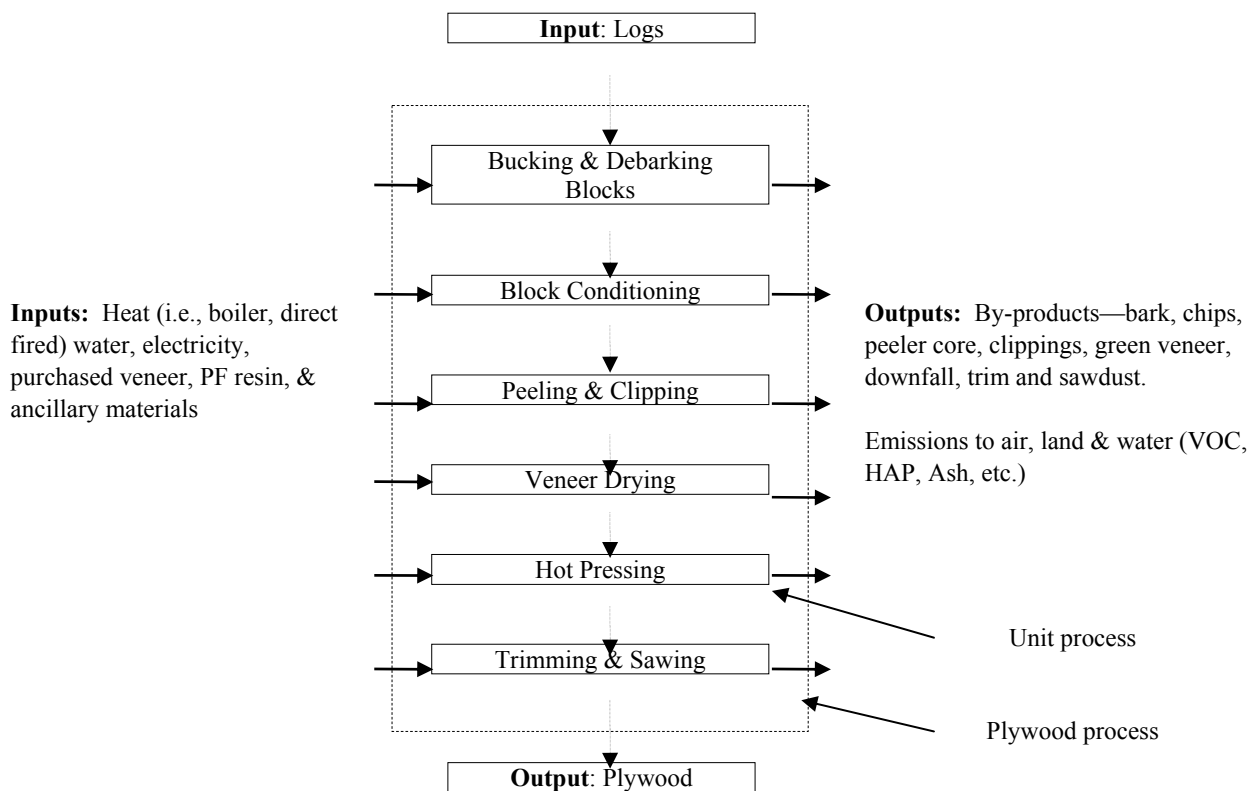 Input: Logs
Bucking & Debarking
Blocks
Block Conditioning
Inputs:  Heat (i.e., boiler, direct
fired) water, electricity,
purchased veneer, PF resin, &
ancillary materials
Outputs:  By-products—bark, chips,
peeler core, clippings, green veneer,
downfall, trim and sawdust.
Emissions to air, land & water (VOC,
HAP, Ash, etc.)
Peeling & Clipping
Veneer Drying
Hot Pressing
Unit process
Trimming & Sawing
Plywood process
Output: Plywood